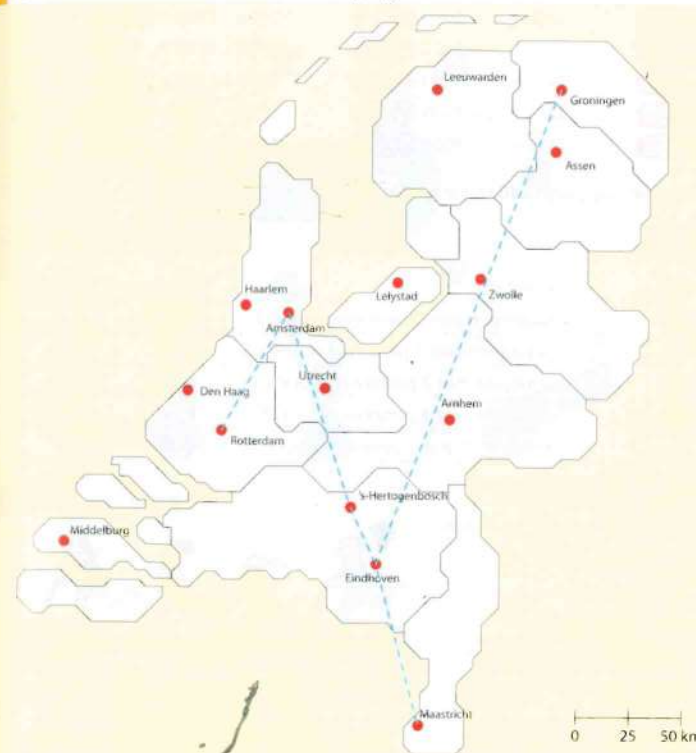 Leeuwarden
Groningen
Assen
Haarlem
Lelystad
Zwolle
Amsterdam
Utrecht
Den Haag
Arnhem
Rotterdam
's-Hertogenbosch
Middelburg
Eindhoven
Maastricht
0 25 50 km